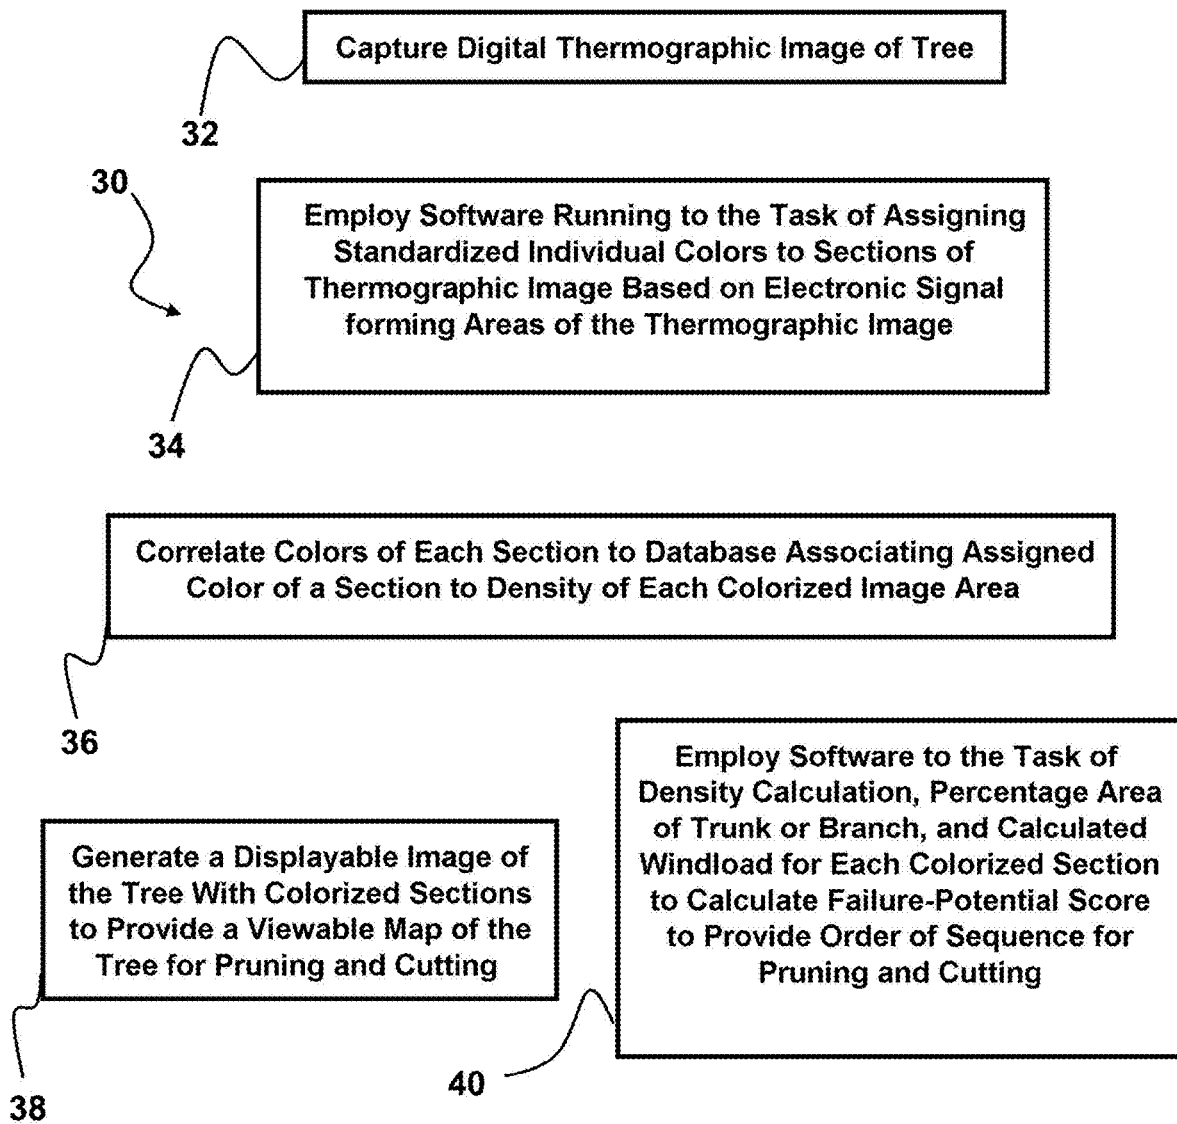 Capture Digital Thermographic Image of Tree
32
30
Employ Software Running to the Task of Assigning
Standardized Individual Colors to Sections of
Thermographic Image Based on Electronic Signal
forming Areas of the Thermographic Image
34
Correlate Colors of Each Section to Database Associating Assigned
Color of a Section to Density of Each Colorized Image Area
36
Generate a Displayable Image of
the Tree With Colorized Sections
to Provide a Viewable Map of the
Tree for Pruning and Cutting
38
Employ Software to the Task of
Density Calculation, Percentage Area
of Trunk or Branch, and Calculated
Windload for Each Colorized Section
to Calculate Failure-Potential Score
to Provide Order of Sequence for
Pruning and Cutting
40